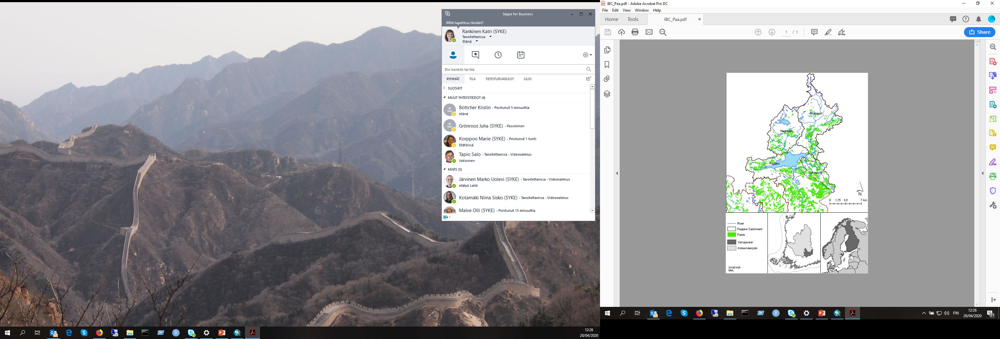 Skype for Business
Mitä tapahtuu tänään?
Rankinen Katri (SYKE)
Tavoitettavissa
Etänä
Etsi henkilö tai tila
RYHMÄT TILA TIETOTURVATASOT UUSI
SUOSIKIT
MUUT YHTEYSTIEDOT (4)
Böttcher Kristin - Poistunut 5 minuuttia
etänä
Grönroos Juha (SYKE) - Passiivinen
Korppoo Marie (SYKE) - Poistunut 1 tunti
Etätöissä
Tapio Salo - Tavoitettavissa - Videovalmius
Jokioinen
MARS (5)
Järvinen Marko Uolevi (SYKE) - Tavoitettavissa - Videovalmius
etätyö Lahti
Kotamäki Niina Sisko (SYKE) - Tavoitettavissa - Videovalmius
Malve Olli (SYKE) - Poistunut 15 minuuttia
12:26
20/04/2020
IBC_Paa.pdf - Adobe Acrobat Pro DC
File Edit View Window Help
Home Tools IBC_Paa.pdf
1 / 1
Share
Mustajoki
Haarajoki
Paajarvi
N
0 1,75 3,5 7 km
River
Paajarvi Catchment
Fields
Vanajavesi
Kokemäenjoki
SYKE/YKR
MML
FIN
12:26
20/04/2020
21